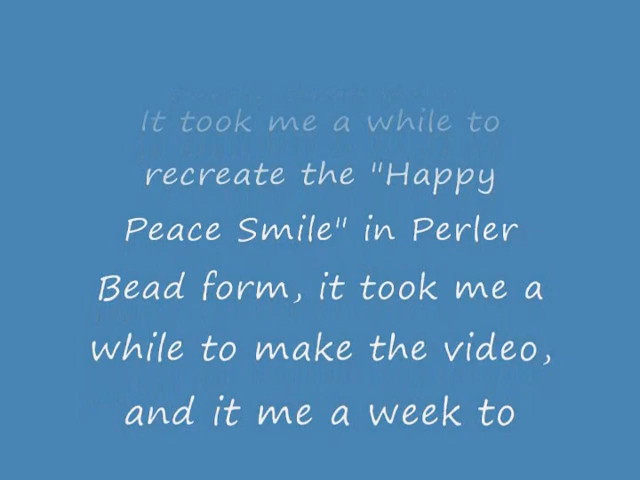 It took me a while to
recreate the "Happy
Peace Smile" in Perler
Bead form, it took me a
while to make the video,
and it me a week to